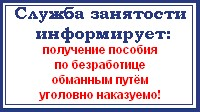 Служба занятости
информирует:
получение пособия
по безработице
обманным путём
уголовно наказуемо!